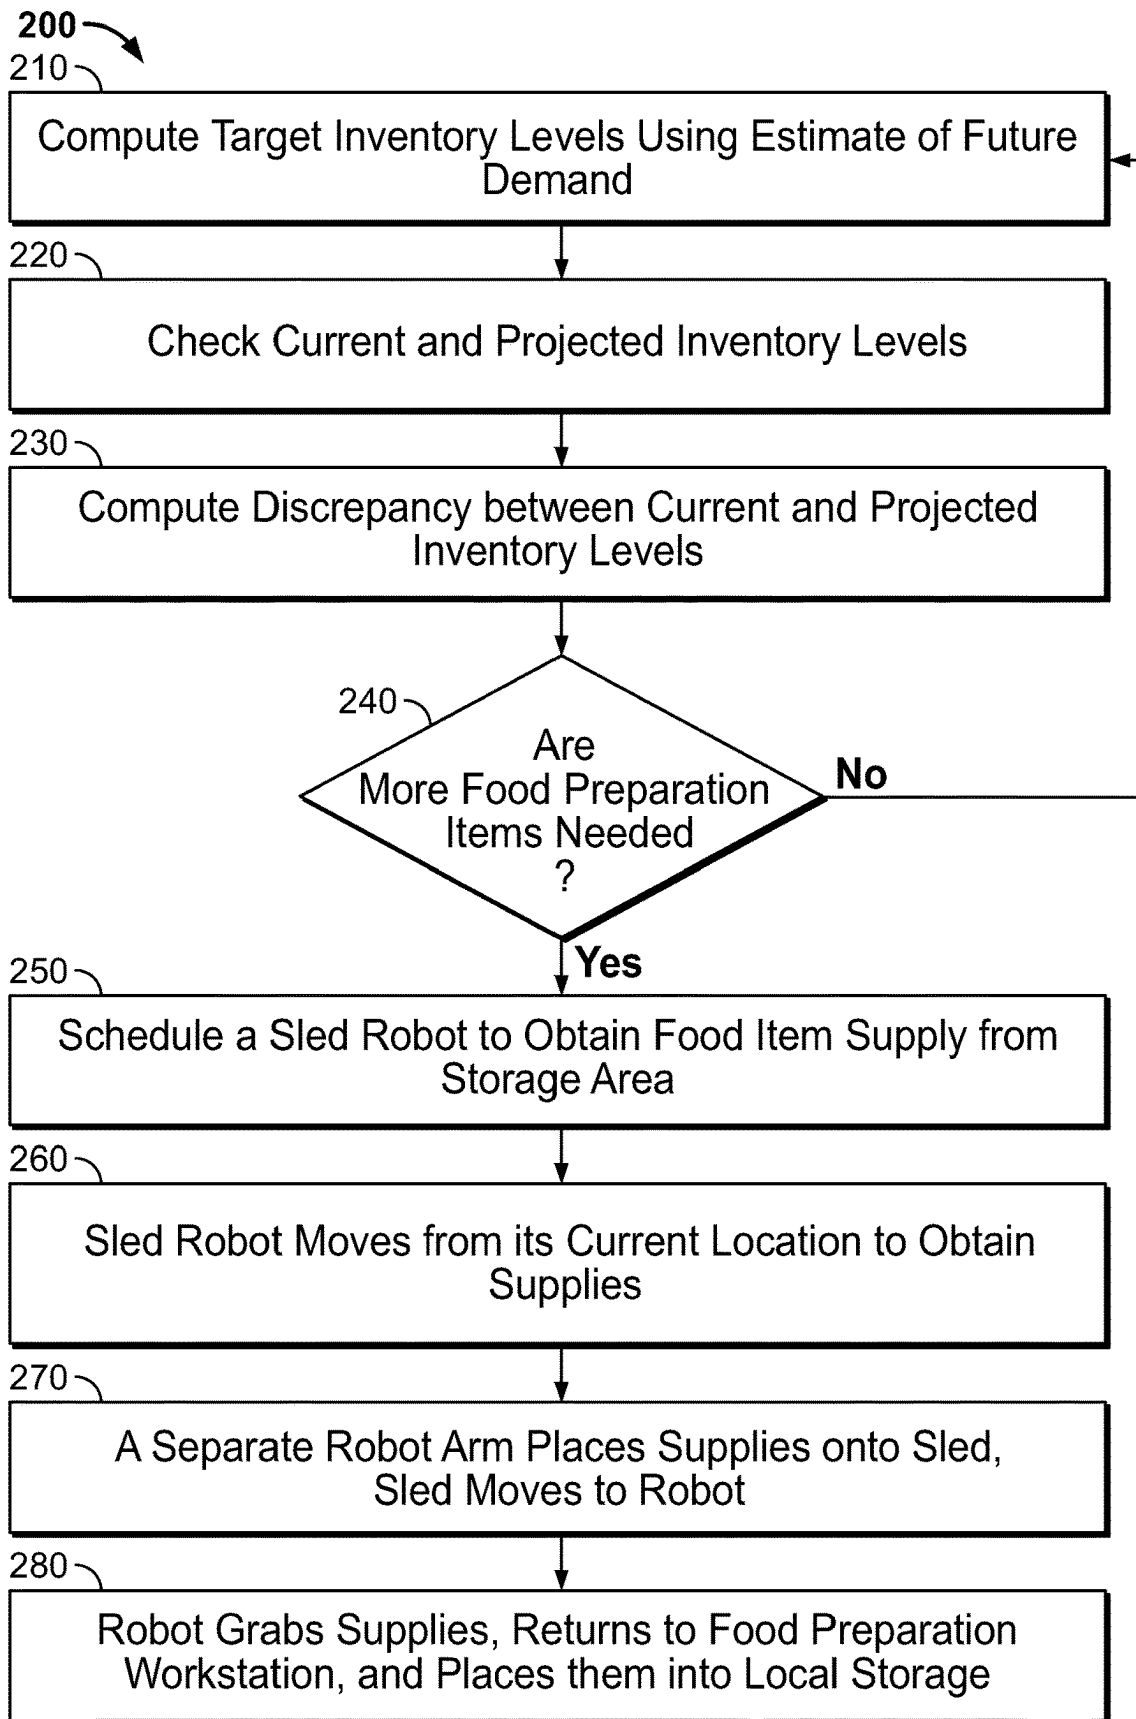 200
210
Compute Target Inventory Levels Using Estimate of Future
Demand
220
Check Current and Projected Inventory Levels
230
Compute Discrepancy between Current and Projected
Inventory Levels
240
Are
More Food Preparation
Items Needed
?
No
Yes
250
Schedule a Sled Robot to Obtain Food Item Supply from
Storage Area
260
Sled Robot Moves from its Current Location to Obtain
Supplies
270
A Separate Robot Arm Places Supplies onto Sled,
Sled Moves to Robot
280
Robot Grabs Supplies, Returns to Food Preparation
Workstation, and Places them into Local Storage